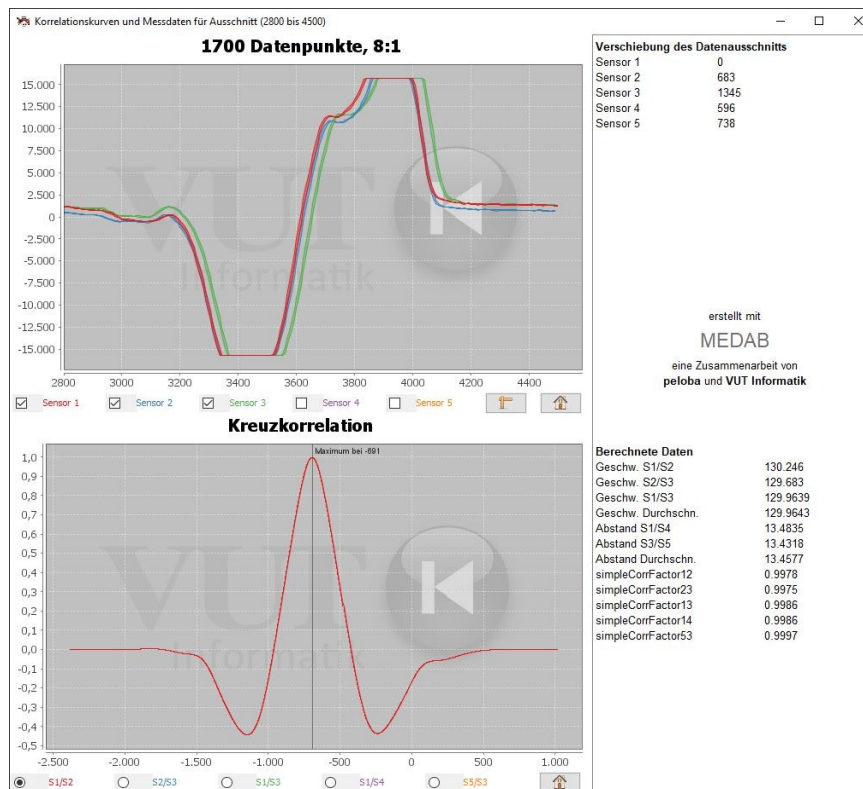 Korrelationskurven und Messdaten für Ausschnitt (2800 bis 4500)
1700 Datenpunkte, 8:1
15.000
12.500
10.000
7.500
5.000
2.500
0
-2.500
-5.000
-7.500
-10.000
-12.500
-15.000
VUT
Informatik
2800 3000 3200 3400 3600 3800 4000 4200 4400
Sensor 1 Sensor 2 Sensor 3 Sensor 4 Sensor 5
Verschiebung des Datenausschnitts
Sensor 1 0
Sensor 2 683
Sensor 3 1345
Sensor 4 596
Sensor 5 738
erstellt mit
MEDAB
eine Zusammenarbeit von
peloba und VUT Informatik
Kreuzkorrelation
Maximum bei -691
1,0
0,9
0,8
0,7
0,6
0,5
0,4
0,3
0,2
0,1
0,0
-0,1
-0,2
-0,3
-0,4
-0,5
VUT
Informatik
-2.500 -2.000 -1.500 -1.000 -500 0 500 1.000
S1/S2 S2/S3 S1/S3 S1/S4 S5/S3
Berechnete Daten
Geschw. S1/S2 130.246
Geschw. S2/S3 129.683
Geschw. S1/S3 129.9639
Geschw. Durchschn. 129.9643
Abstand S1/S4 13.4835
Abstand S3/S5 13.4318
Abstand Durchschn. 13.4577
simpleCorrFactor12 0.9978
simpleCorrFactor23 0.9975
simpleCorrFactor13 0.9986
simpleCorrFactor14 0.9986
simpleCorrFactor53 0.9997